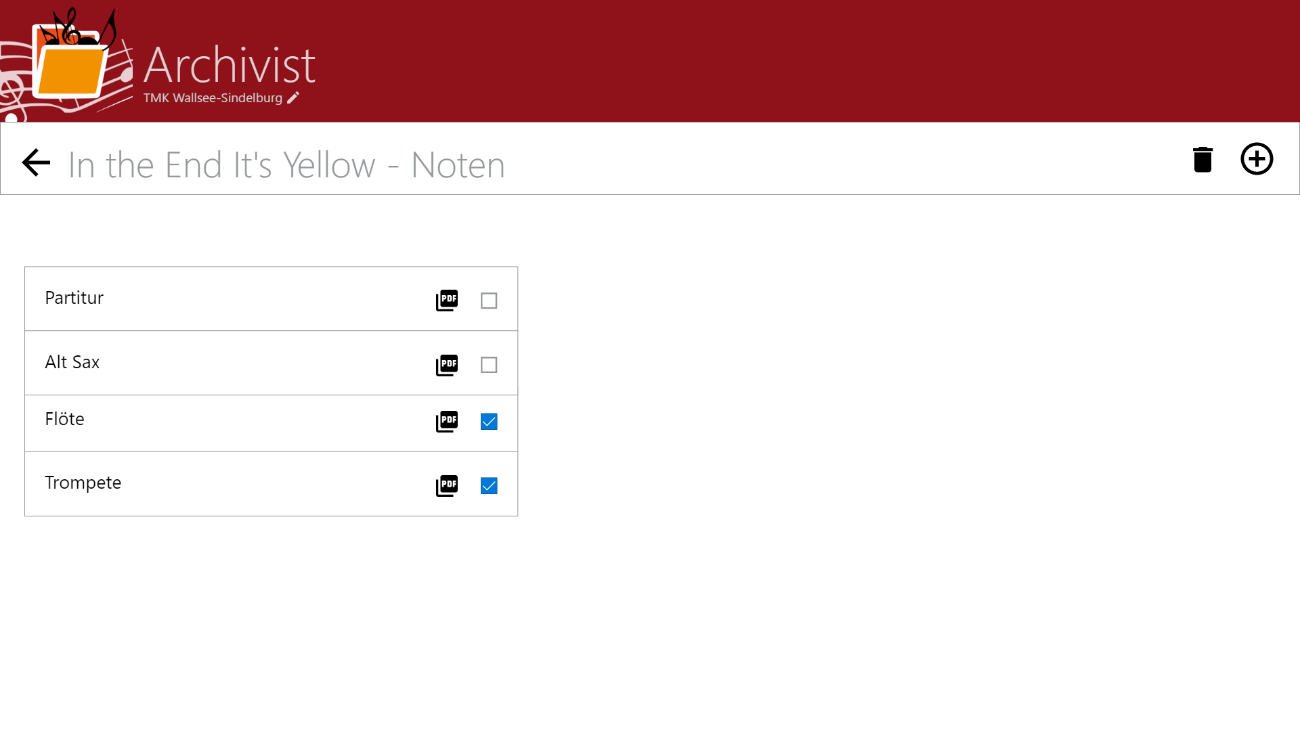 Archivist
TMK Wallsee-Sindelburg
In the End It's Yellow - Noten
Partitur
PDF
Alt Sax
PDF
Flöte
PDF
Trompete
PDF